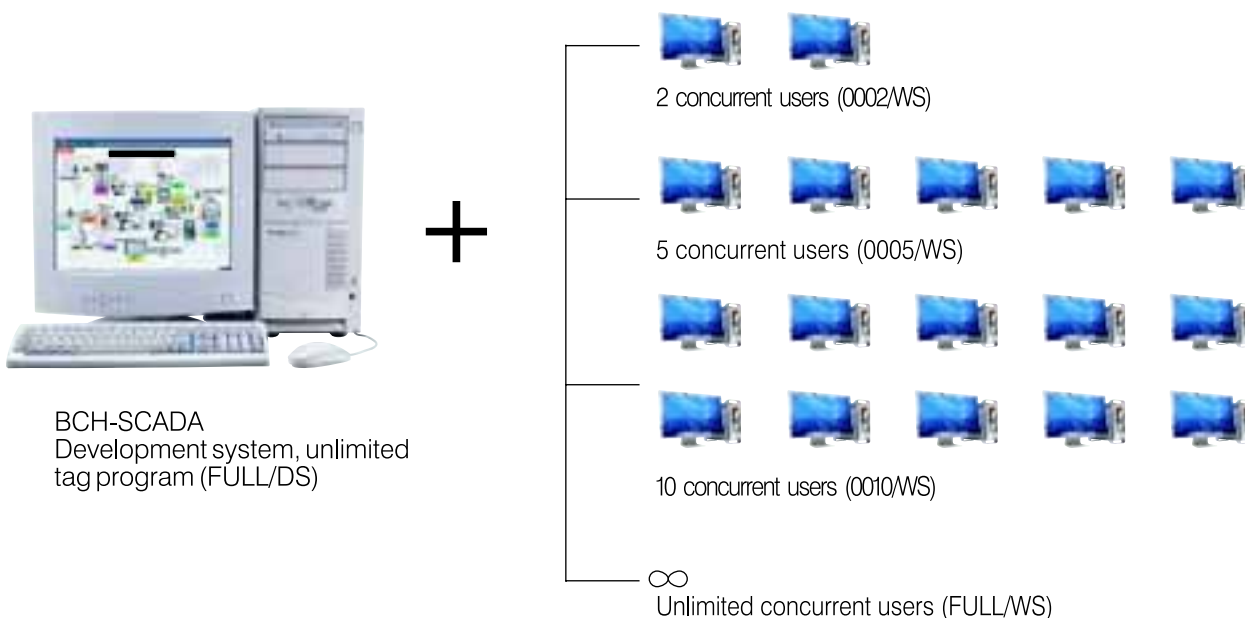 2 concurrent users (0002/WS)
5 concurrent users (0005/WS)
10 concurrent users (0010/WS)
∞
Unlimited concurrent users (FULL/WS)
+
BCH-SCADA
Development system, unlimited
tag program (FULL/DS)